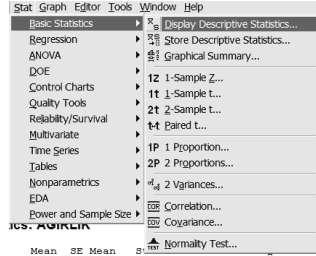 Stat Graph Editor Tools Window Help
Basic Statistics
Regression
ANOVA
DOE
Control Charts
Quality Tools
Reliability/Survival
Multivariate
Time Series
Tables
Nonparametrics
EDA
Power and Sample Size
Display Descriptive Statistics...
Store Descriptive Statistics...
Graphical Summary...
1Z 1-Sample Z...
1t 1-Sample t...
2t 2-Sample t...
t-t Paired t...
1P 1 Proportion...
2P 2 Proportions...
2 Variances...
COR Correlation...
COV Covariance...
Normality Test...
ics: AGIRLIK
Mean SE Mean